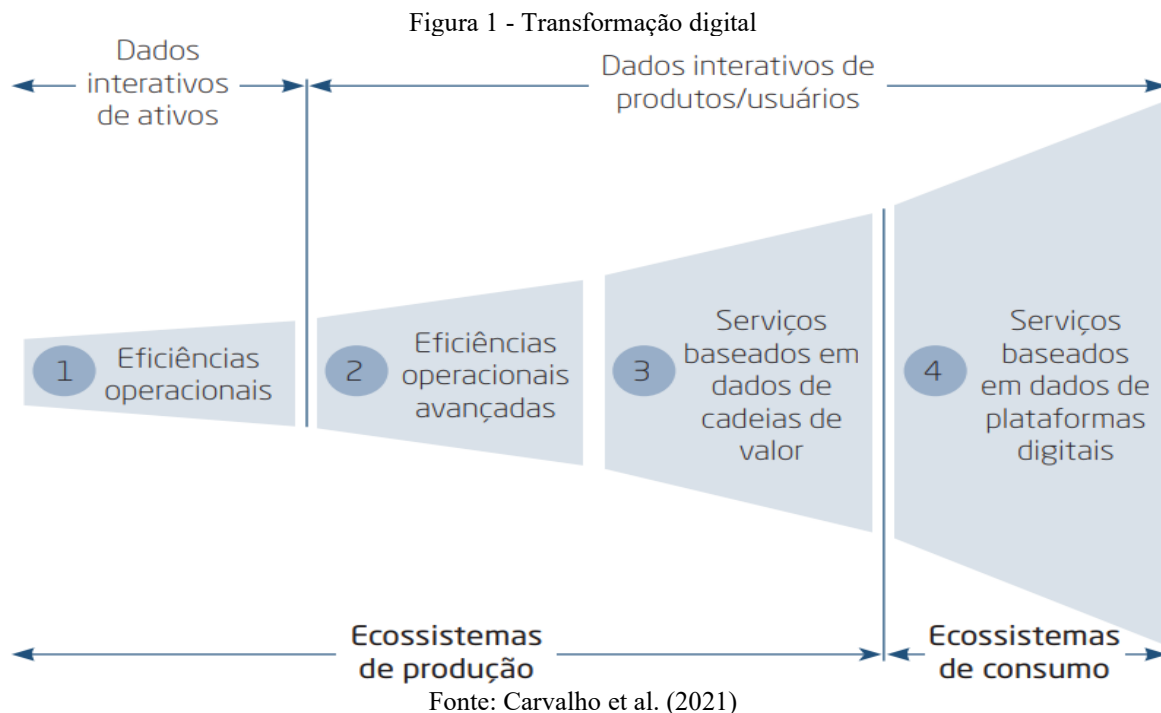 Figura 1 - Transformação digital
Dados
interativos
de ativos
Dados interativos de
produtos/usuários
1
Eficiências
operacionais
2
Eficiências
operacionais
avançadas
3
Serviços
baseados em
dados de
cadeias de
valor
4
Serviços
baseados
em dados de
plataformas
digitais
Ecossistemas
de produção
Ecossistemas
de consumo
Fonte: Carvalho et al. (2021)